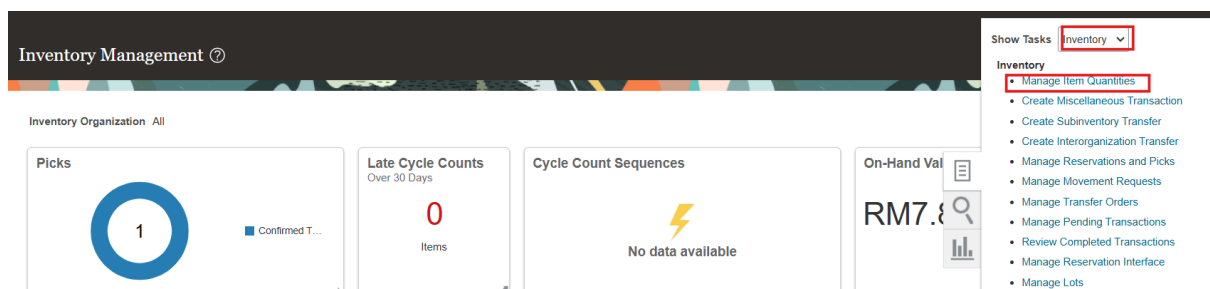 Inventory Management
Show Tasks Inventory
Inventory
Manage Item Quantities
Create Miscellaneous Transaction
Create Subinventory Transfer
Create Interorganization Transfer
Manage Reservations and Picks
Manage Movement Requests
Manage Transfer Orders
Manage Pending Transactions
Review Completed Transactions
Manage Reservation Interface
Manage Lots
Inventory Organization All
Picks
1
Confirmed T...
Late Cycle Counts
Over 30 Days
0
Items
Cycle Count Sequences
No data available
On-Hand Val
RM7.8